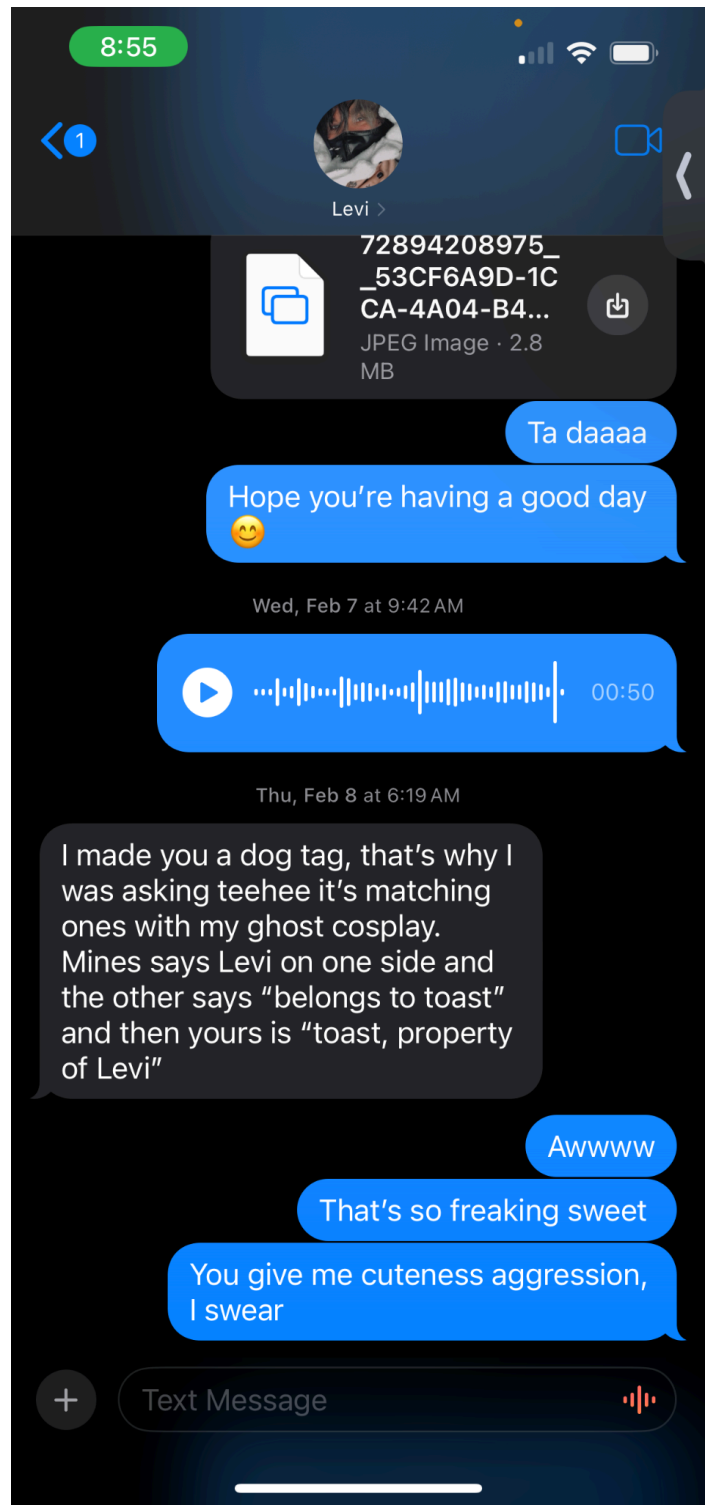 8:55
1
Levi >
72894208975_
_53CF6A9D-1C
CA-4A04-B4...
JPEG Image · 2.8
MB
Ta daaaa
Hope you’re having a good day
😊
Wed, Feb 7 at 9:42 AM
00:50
Thu, Feb 8 at 6:19 AM
I made you a dog tag, that’s why I
was asking teehee it’s matching
ones with my ghost cosplay.
Mines says Levi on one side and
the other says “belongs to toast”
and then yours is “toast, property
of Levi”
Awwww
That’s so freaking sweet
You give me cuteness aggression,
I swear
Text Message